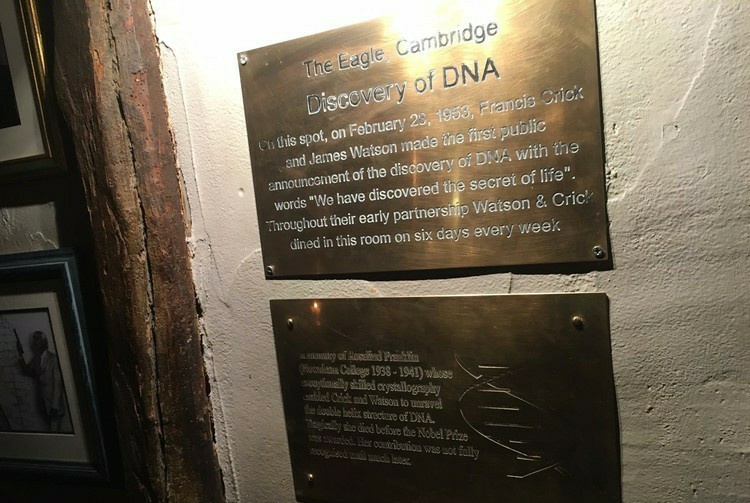 The Eagle, Cambridge
Discovery of DNA
On this spot, on February 28, 1953, Francis Crick
and James Watson made the first public
announcement of the discovery of DNA with the
words "We have discovered the secret of life".
Throughout their early partnership Watson & Crick
dined in this room on six days every week
memory of Rosalind Franklin
(Newnham College 1938 - 1941) whose
exceptionally skilled crystallography
enabled Crick and Watson to unravel
the double helix structure of DNA.
Tragically she died before the Nobel Prize
was awarded. Her contribution was not fully
recognised until much later.